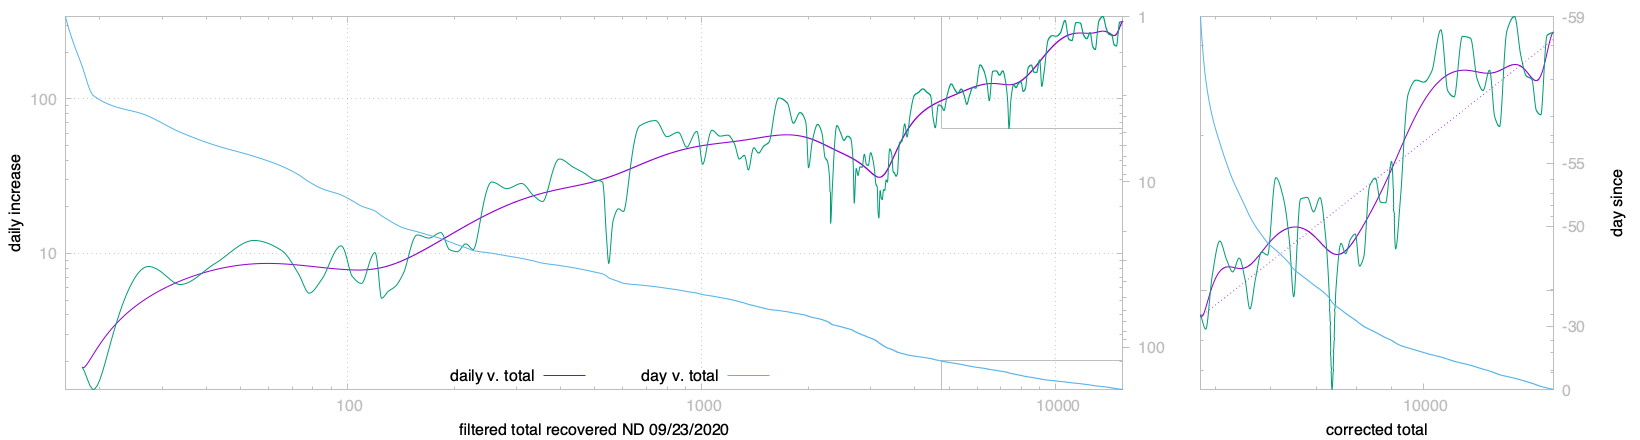 daily increase
100
10
1
10
100
daily v. total
day v. total
100
1000
10000
filtered total recovered ND 09/23/2020
-59
-55
-50
-30
0
day since
10000
corrected total